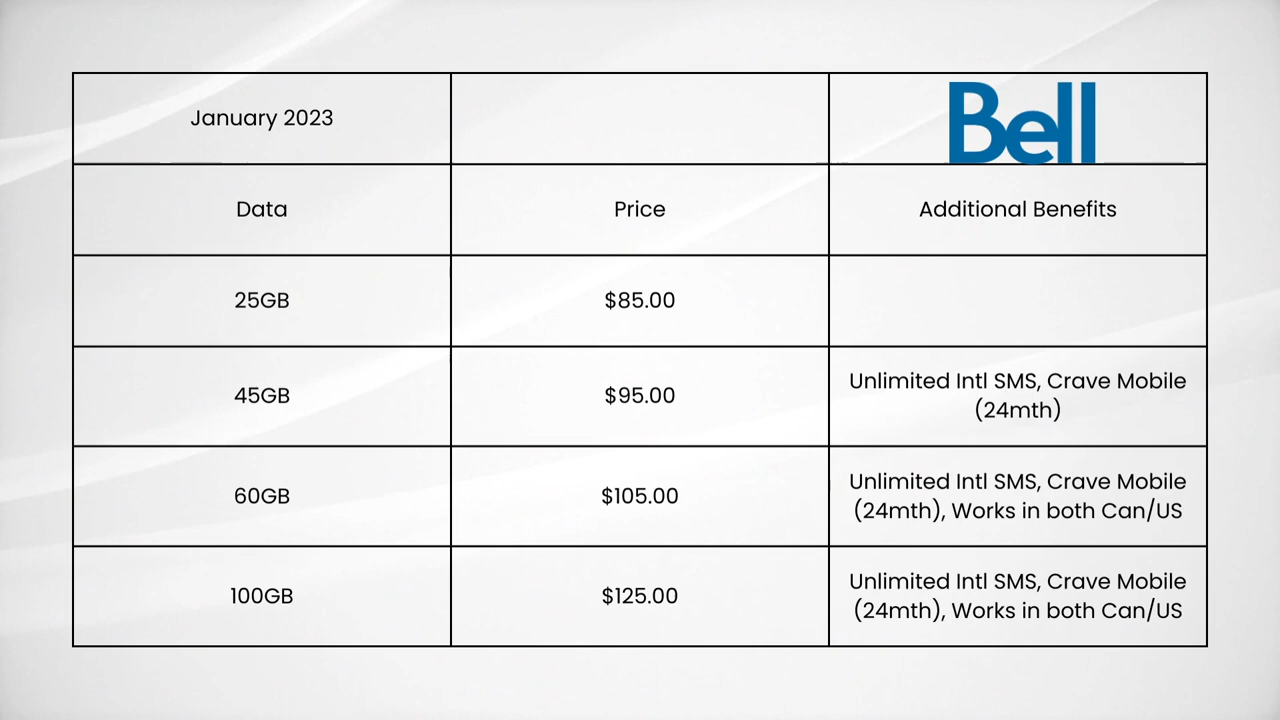 January 2023
Bell
Data
Price
Additional Benefits
25GB
$85.00
45GB
$95.00
Unlimited Intl SMS, Crave Mobile
(24mth)
60GB
$105.00
Unlimited Intl SMS, Crave Mobile
(24mth), Works in both Can/US
100GB
$125.00
Unlimited Intl SMS, Crave Mobile
(24mth), Works in both Can/US